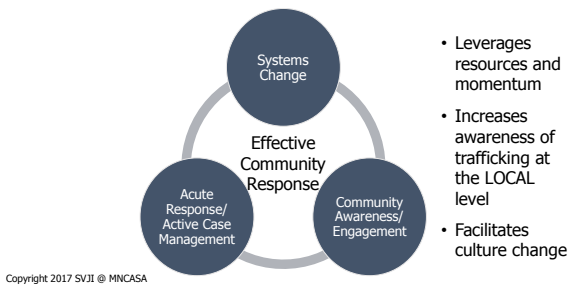 Systems
Change
Effective
Community
Response
Acute
Response/
Active Case
Management
Community
Awareness/
Engagement
• Leverages
resources and
momentum
• Increases
awareness of
trafficking at
the LOCAL
level
• Facilitates
culture change
Copyright 2017 SVJI @ MNCASA